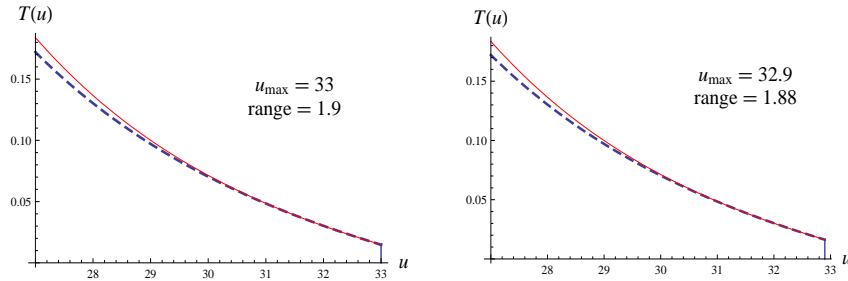 T(u)
0.15
0.10
0.05
u_max = 33
range = 1.9
28 29 30 31 32 33
u
T(u)
0.15
0.10
0.05
u_max = 32.9
range = 1.88
28 29 30 31 32 33
u